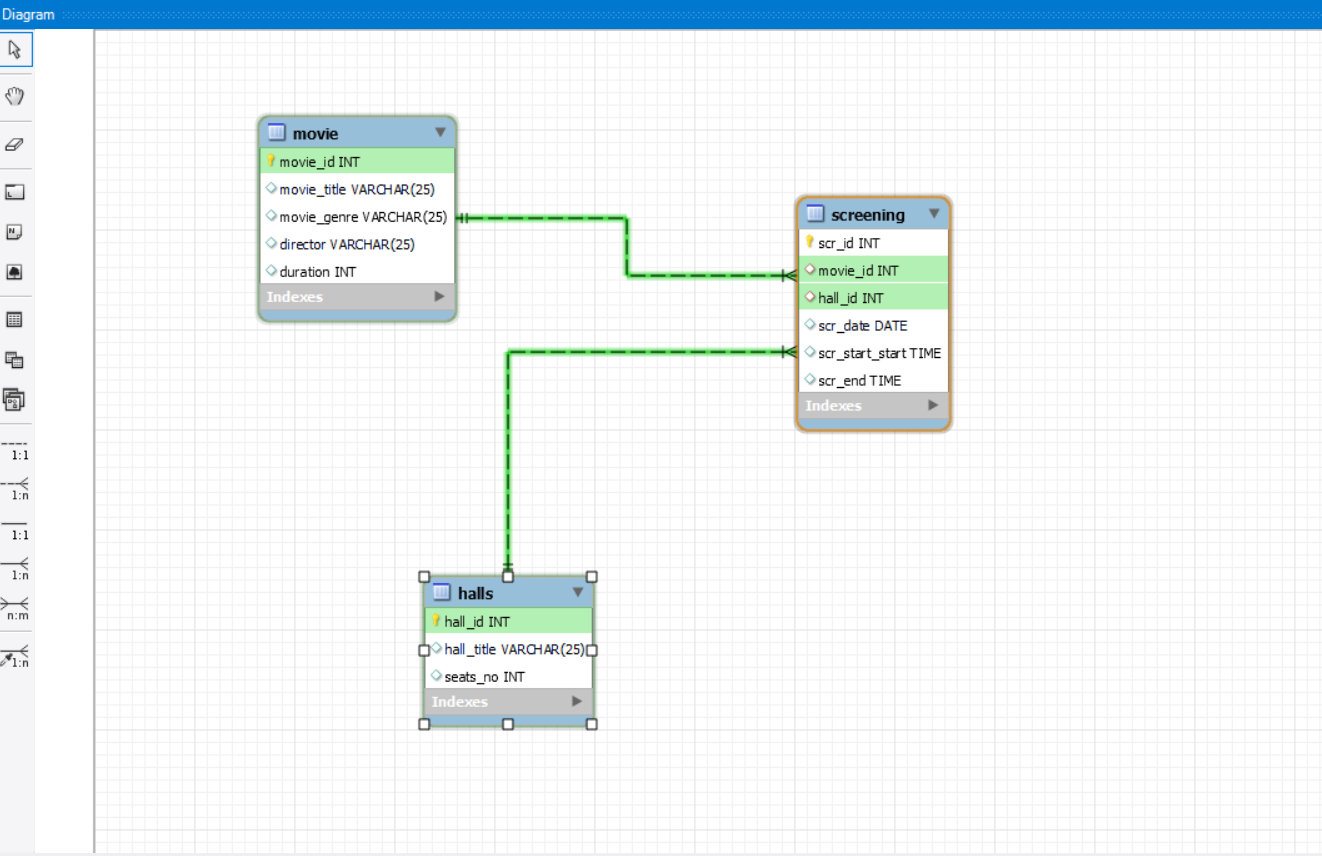 Diagram
movie
movie_id INT
movie_title VARCHAR(25)
movie_genre VARCHAR(25)
director VARCHAR(25)
duration INT
Indexes
screening
scr_id INT
movie_id INT
hall_id INT
scr_date DATE
scr_start_start TIME
scr_end TIME
Indexes
halls
hall_id INT
hall_title VARCHAR(25)
seats_no INT
Indexes
1:1
1:n
1:1
1:n
n:m
1:n